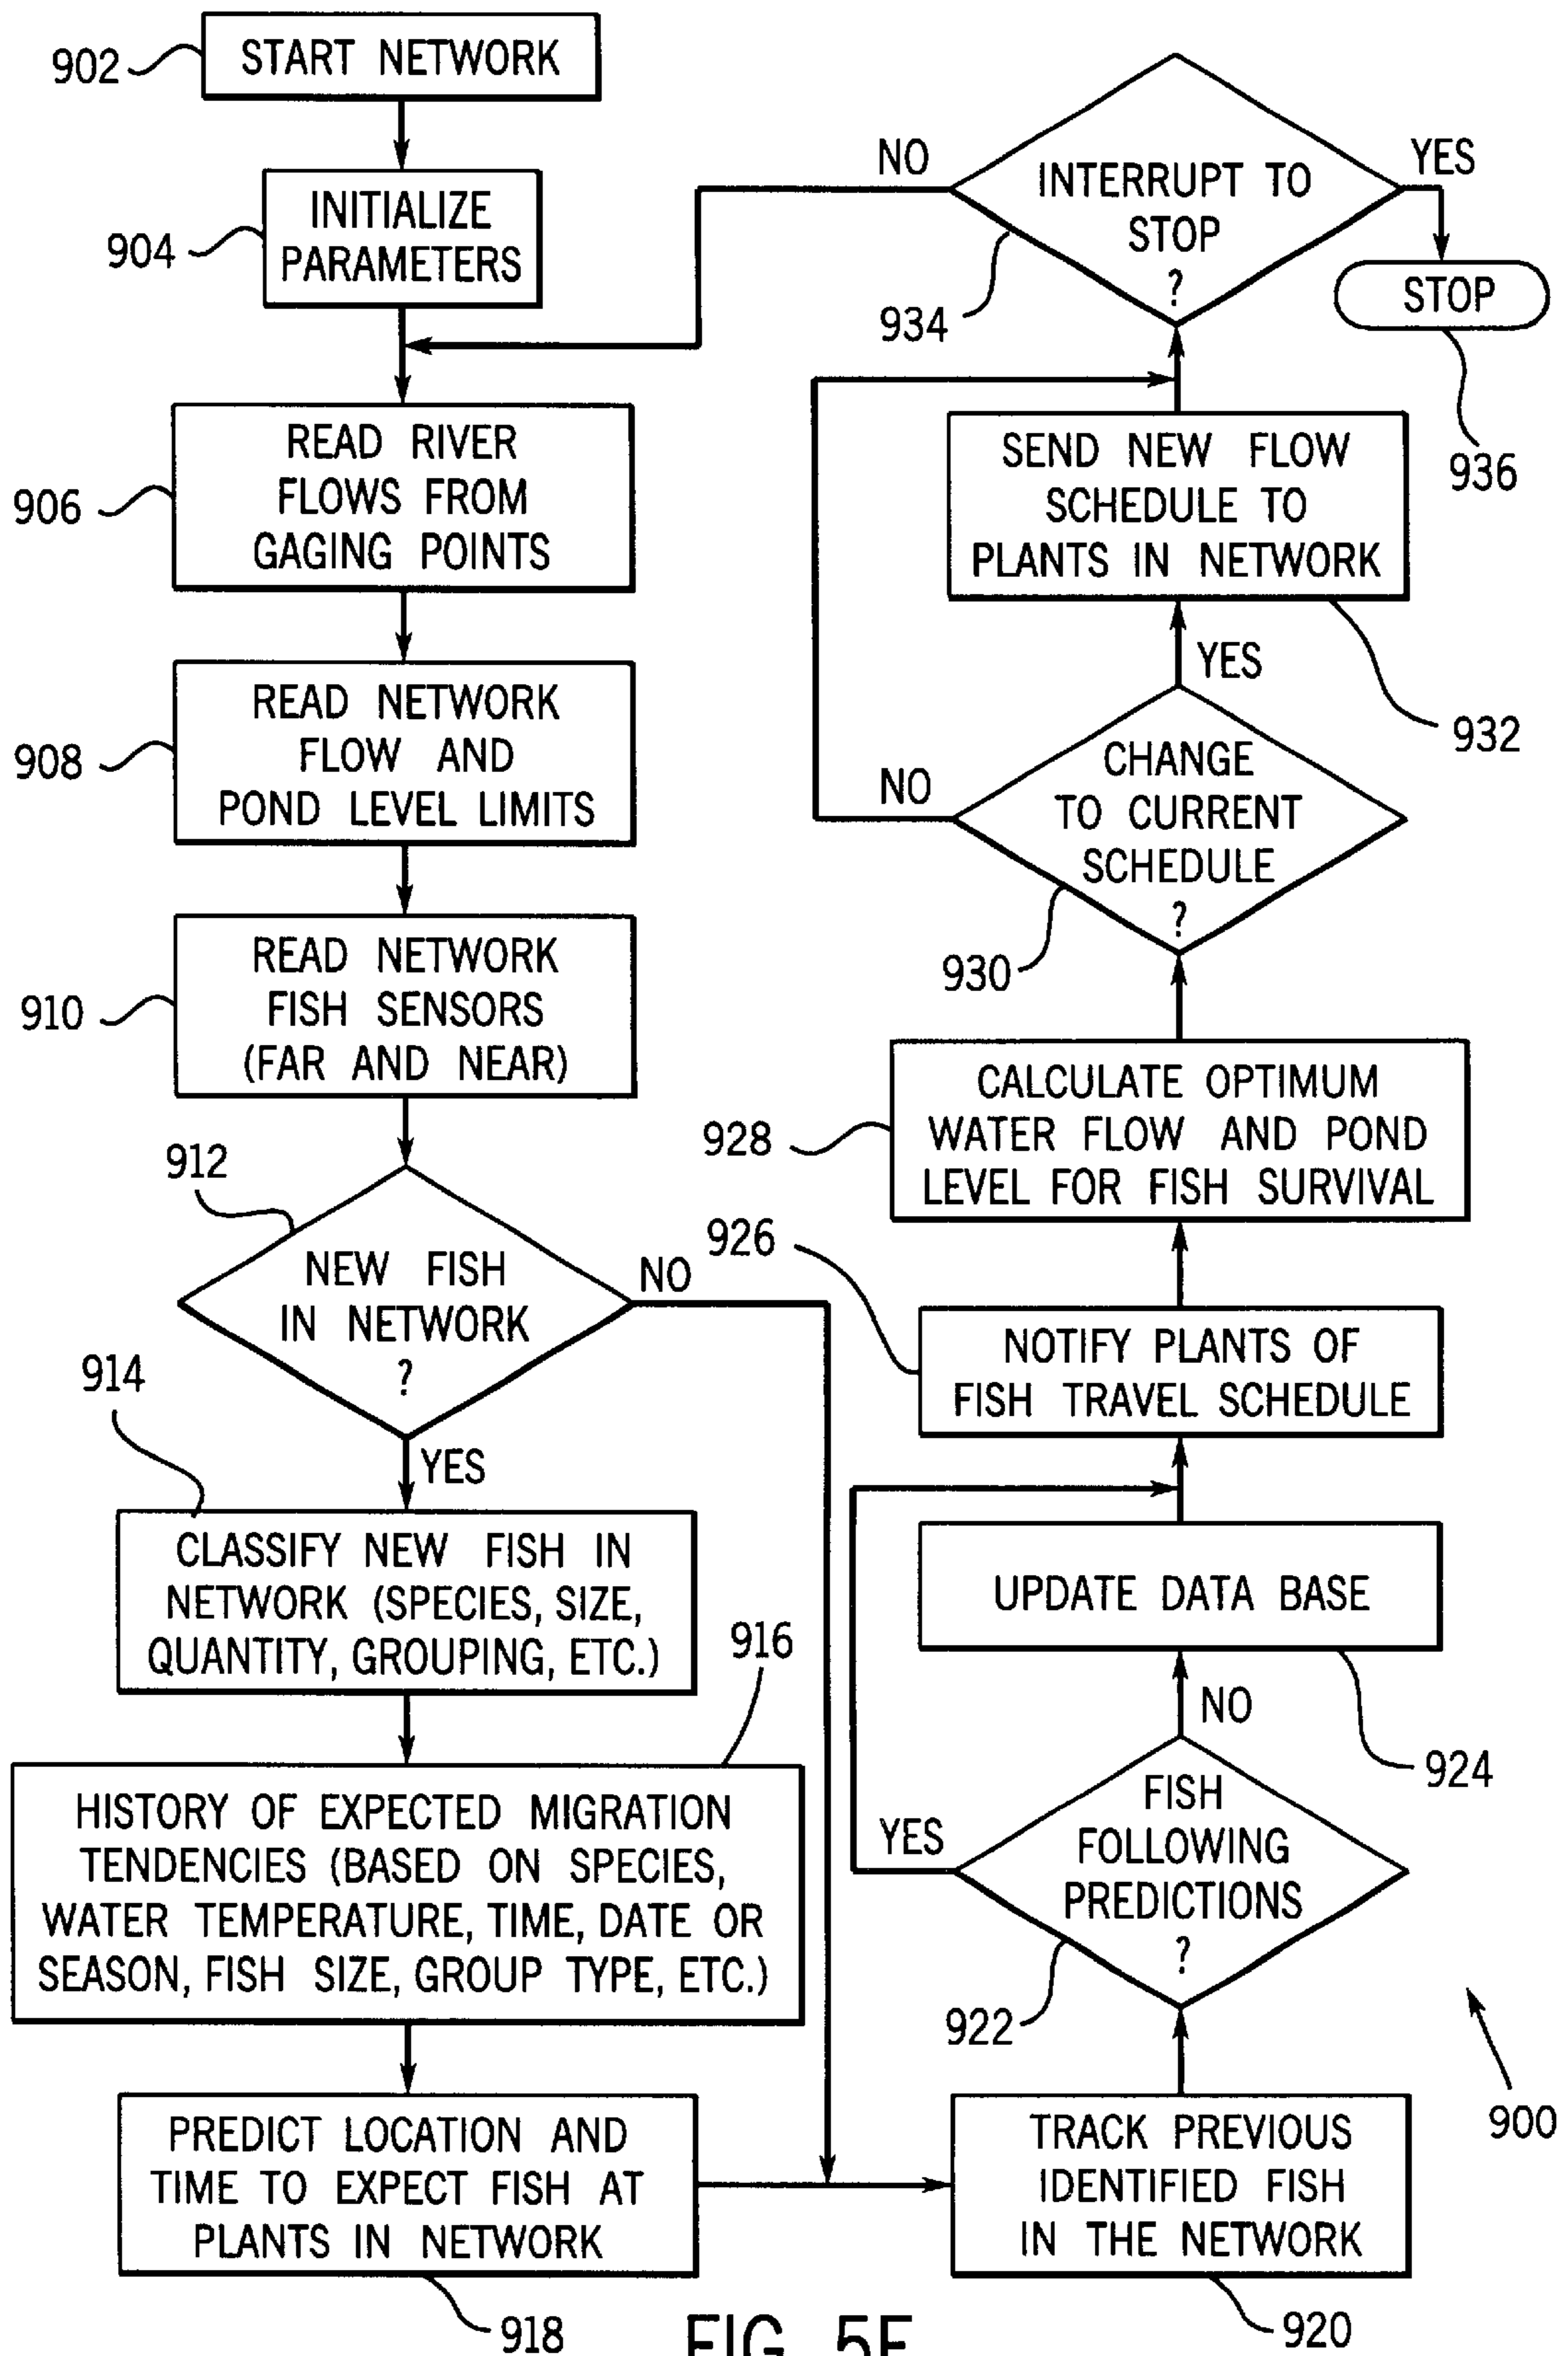 902
START NETWORK
904
INITIALIZE
PARAMETERS
906
READ RIVER
FLOWS FROM
GAGING POINTS
908
READ NETWORK
FLOW AND
POND LEVEL LIMITS
910
READ NETWORK
FISH SENSORS
(FAR AND NEAR)
912
NEW FISH
IN NETWORK
?
NO
YES
914
CLASSIFY NEW FISH IN
NETWORK (SPECIES, SIZE,
QUANTITY, GROUPING, ETC.)
916
HISTORY OF EXPECTED MIGRATION
TENDENCIES (BASED ON SPECIES,
WATER TEMPERATURE, TIME, DATE OR
SEASON, FISH SIZE, GROUP TYPE, ETC.)
PREDICT LOCATION AND
TIME TO EXPECT FISH AT
PLANTS IN NETWORK
918
TRACK PREVIOUS
IDENTIFIED FISH
IN THE NETWORK
920
900
FISH
FOLLOWING
PREDICTIONS
?
922
YES
NO
UPDATE DATA BASE
924
NOTIFY PLANTS OF
FISH TRAVEL SCHEDULE
926
CALCULATE OPTIMUM
WATER FLOW AND POND
LEVEL FOR FISH SURVIVAL
928
CHANGE
TO CURRENT
SCHEDULE
?
930
NO
YES
SEND NEW FLOW
SCHEDULE TO
PLANTS IN NETWORK
932
INTERRUPT TO
STOP
?
934
NO
YES
STOP
936
FIG. 5F